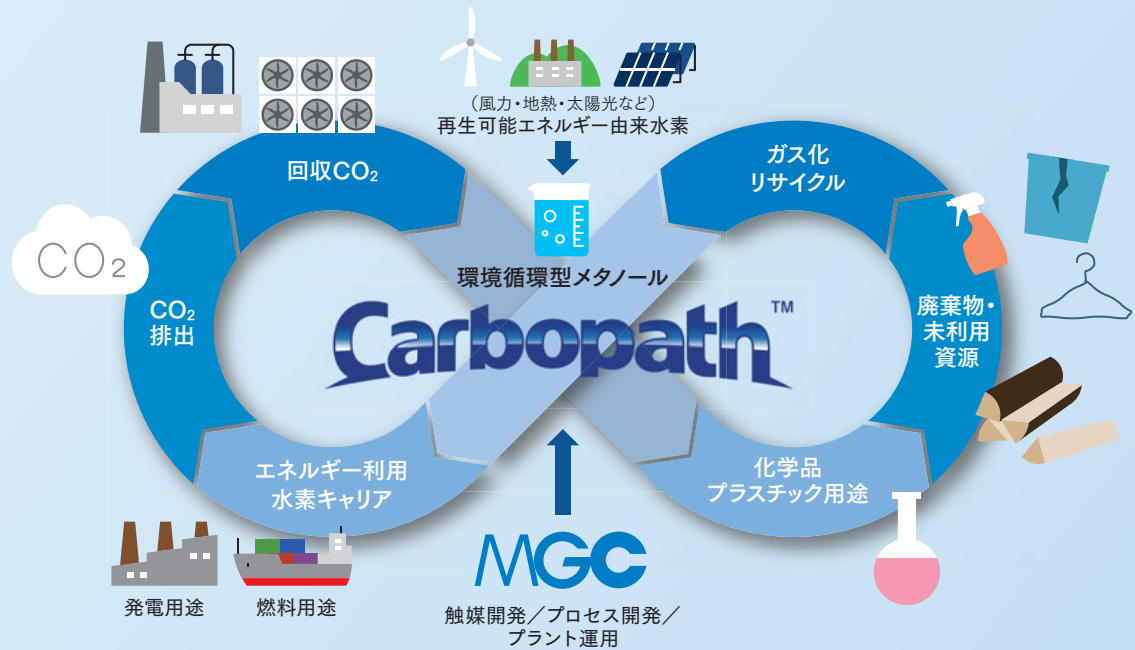 (風力・地熱・太陽光など)
再生可能エネルギー由来水素
回収CO₂
ガス化
リサイクル
CO₂
環境循環型メタノール
CO₂
排出
Carbopath™
廃棄物・
未利用
資源
エネルギー利用
水素キャリア
化学品
プラスチック用途
発電用途
燃料用途
MGC
触媒開発/プロセス開発/
プラント運用